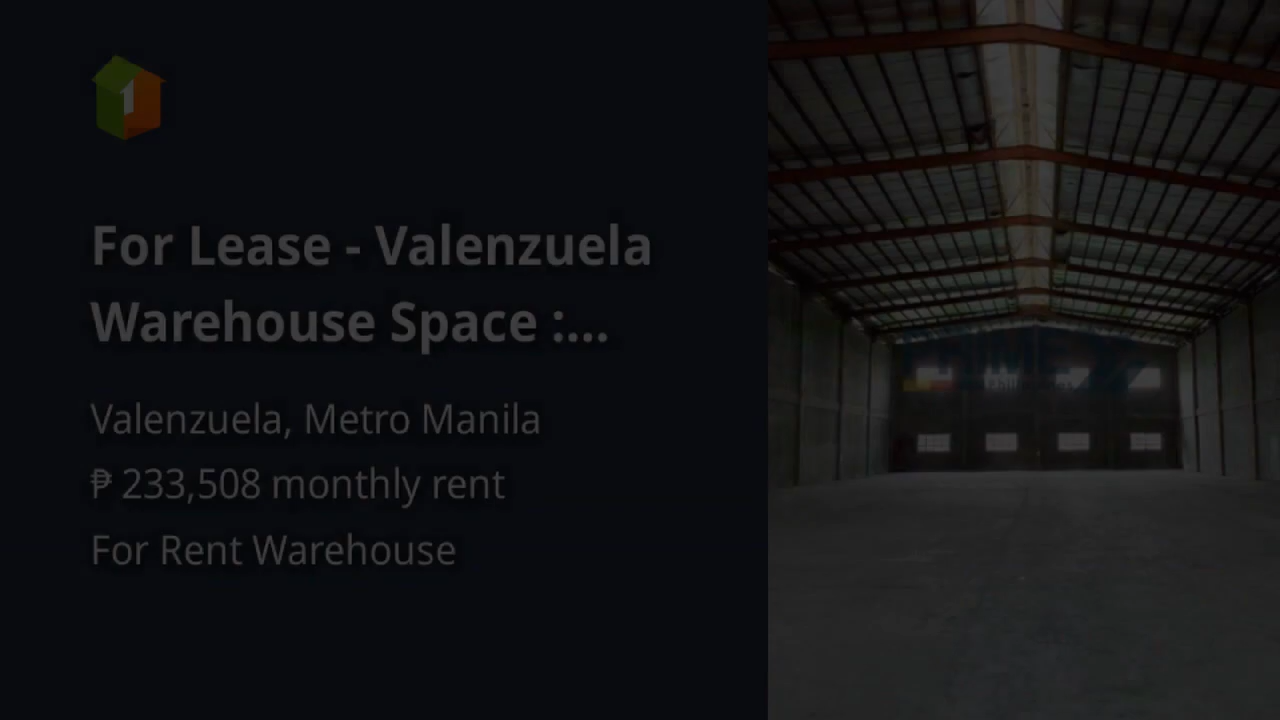 For Lease - Valenzuela
Warehouse Space :...
Valenzuela, Metro Manila
₱ 233,508 monthly rent
For Rent Warehouse